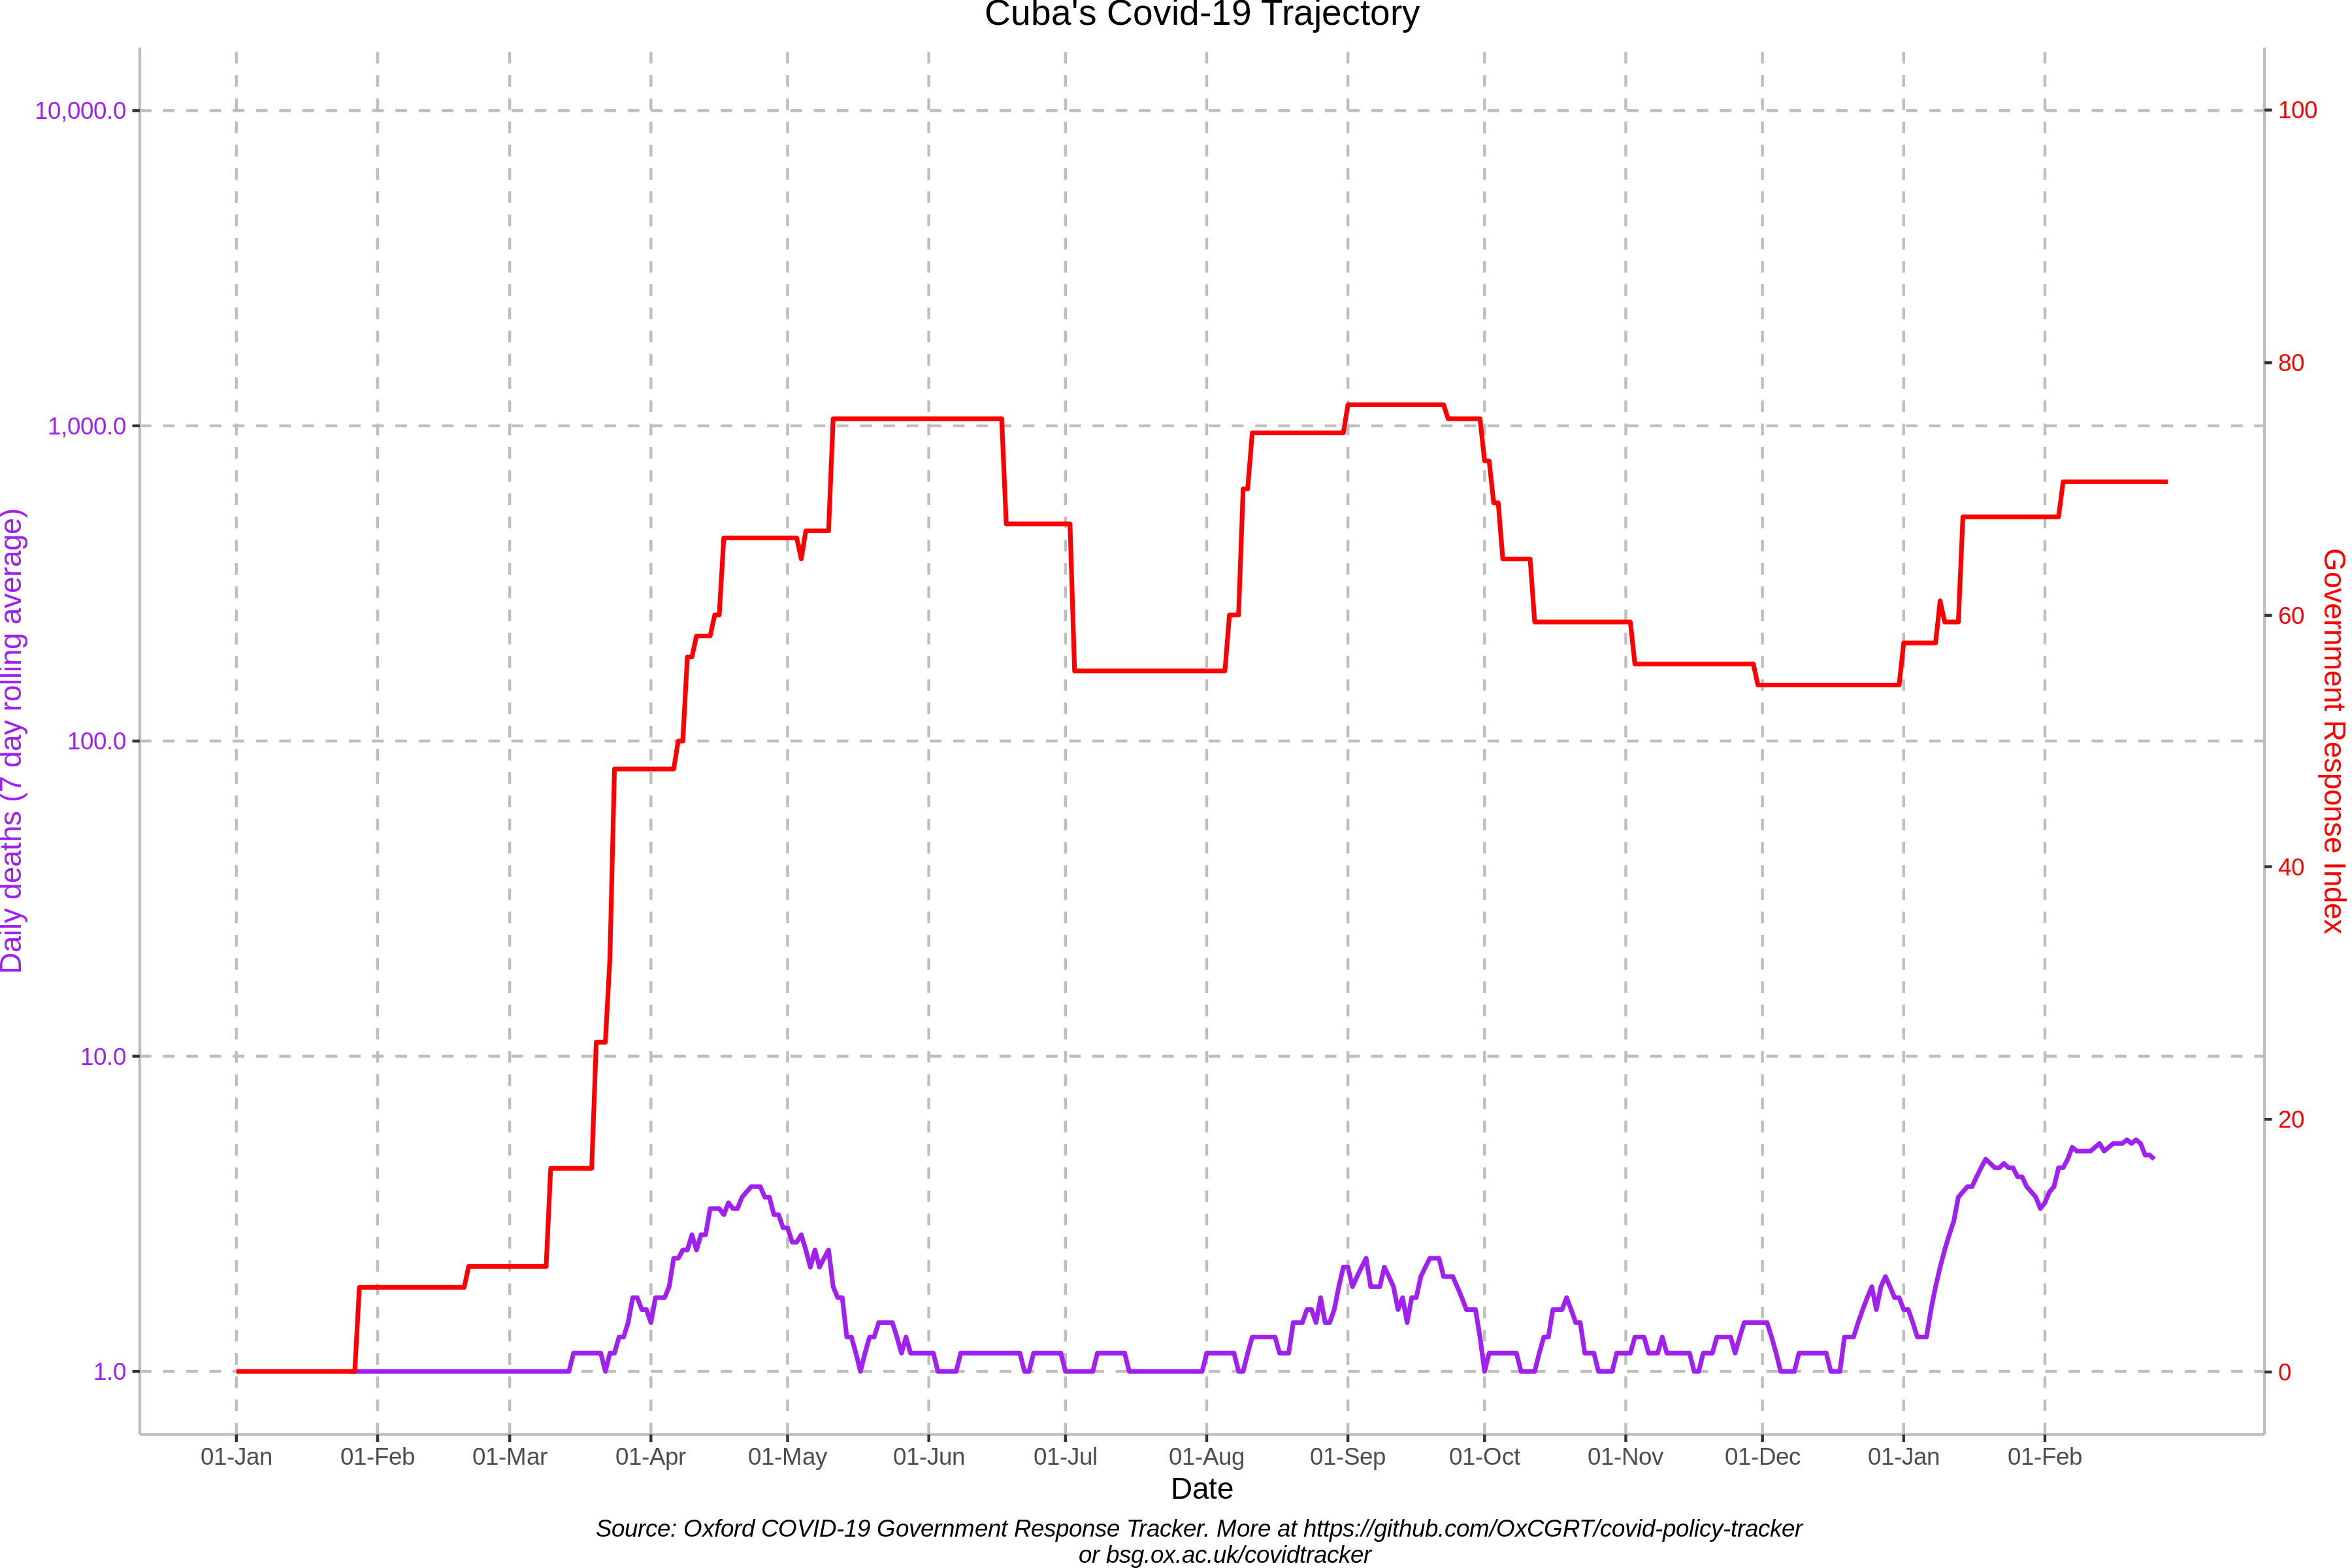 Cuba's Covid-19 Trajectory
10,000.0
1,000.0
100.0
10.0
1.0
Daily deaths (7 day rolling average)
100
80
60
40
20
0
Government Response Index
01-Jan 01-Feb 01-Mar 01-Apr 01-May 01-Jun 01-Jul 01-Aug 01-Sep 01-Oct 01-Nov 01-Dec 01-Jan 01-Feb
Date
Source: Oxford COVID-19 Government Response Tracker. More at https://github.com/OxCGRT/covid-policy-tracker
or bsg.ox.ac.uk/covidtracker